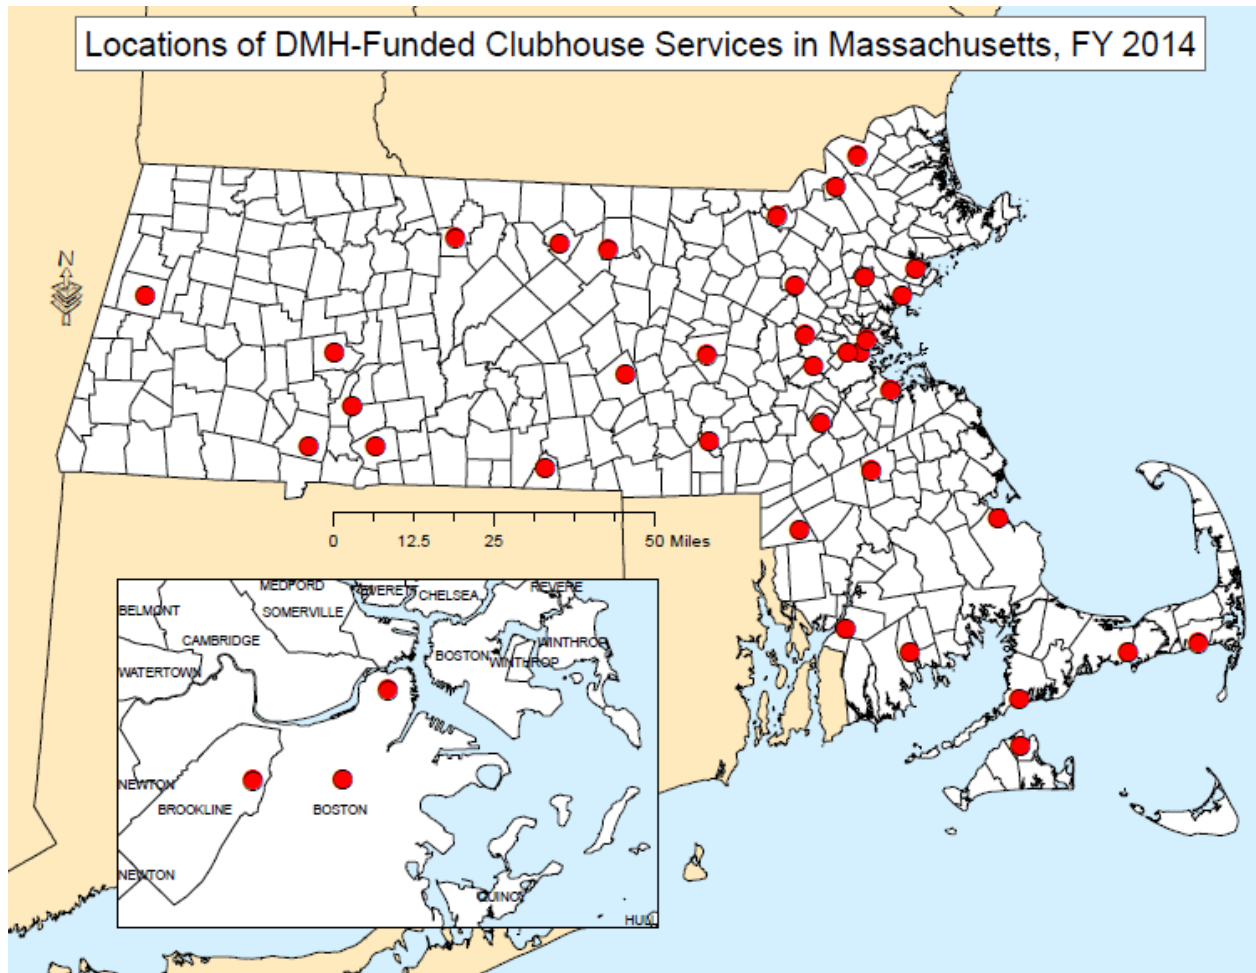 Locations of DMH-Funded Clubhouse Services in Massachusetts, FY 2014
N
0 12.5 25 50 Miles
MEDFORD EVERETT CHELSEA REVERE
BELMONT SOMERVILLE
CAMBRIDGE BOSTON WINTHROP
WATERTOWN WINTHROP
NEWTON
BROOKLINE BOSTON
NEWTON
QUINCY
HULL